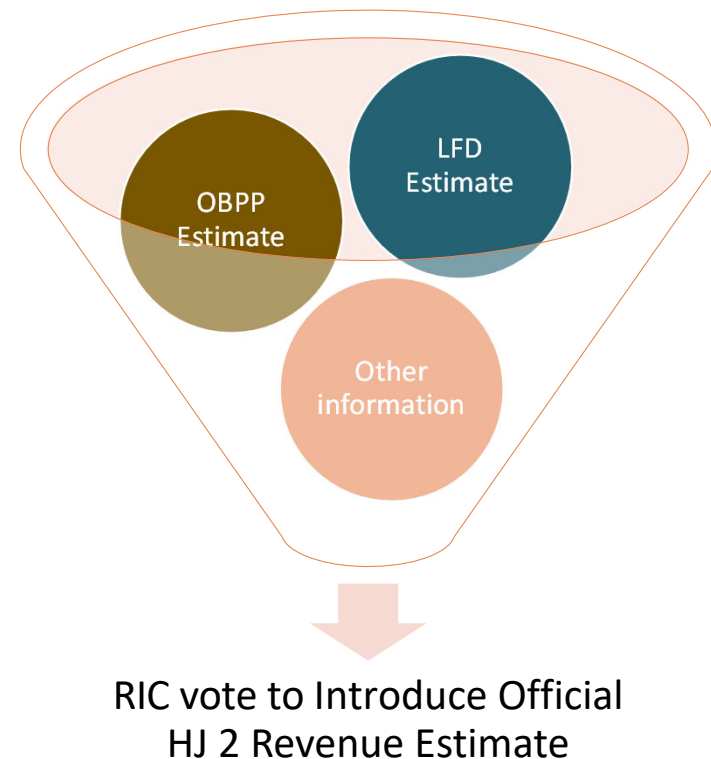 LFD
Estimate
OBPP
Estimate
Other
information
RIC vote to Introduce Official
HJ 2 Revenue Estimate